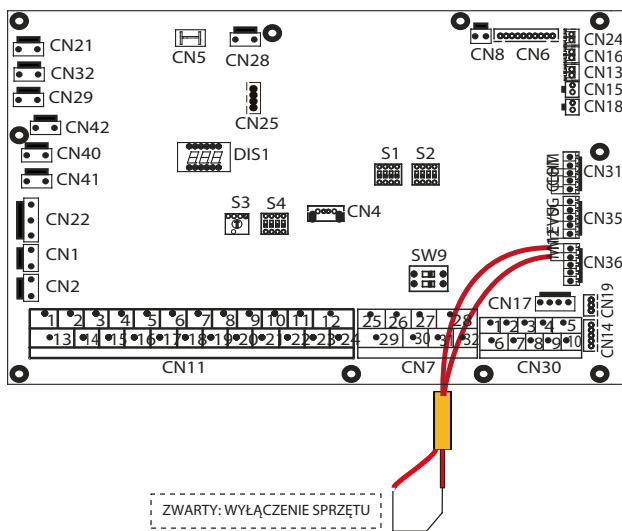 CN21
CN32
CN29
CN42
CN40
CN41
CN22
CN1
CN2
CN5
CN28
CN25
DIS1
S3
S4
CN4
S1
S2
SW9
CN8
CN6
CN24
CN16
CN13
CN15
CN18
CN31
CN35
CN36
CN17
CN19
CN14
1 2 3 4 5 6 7 8 9 10 11 12
13 14 15 16 17 18 19 20 21 22 23 24
CN11
25 26 27 28
29 30 31 32
CN7
1 2 3 4 5
6 7 8 9 10
CN30
ZWARTY: WYŁĄCZENIE SPRZĘTU